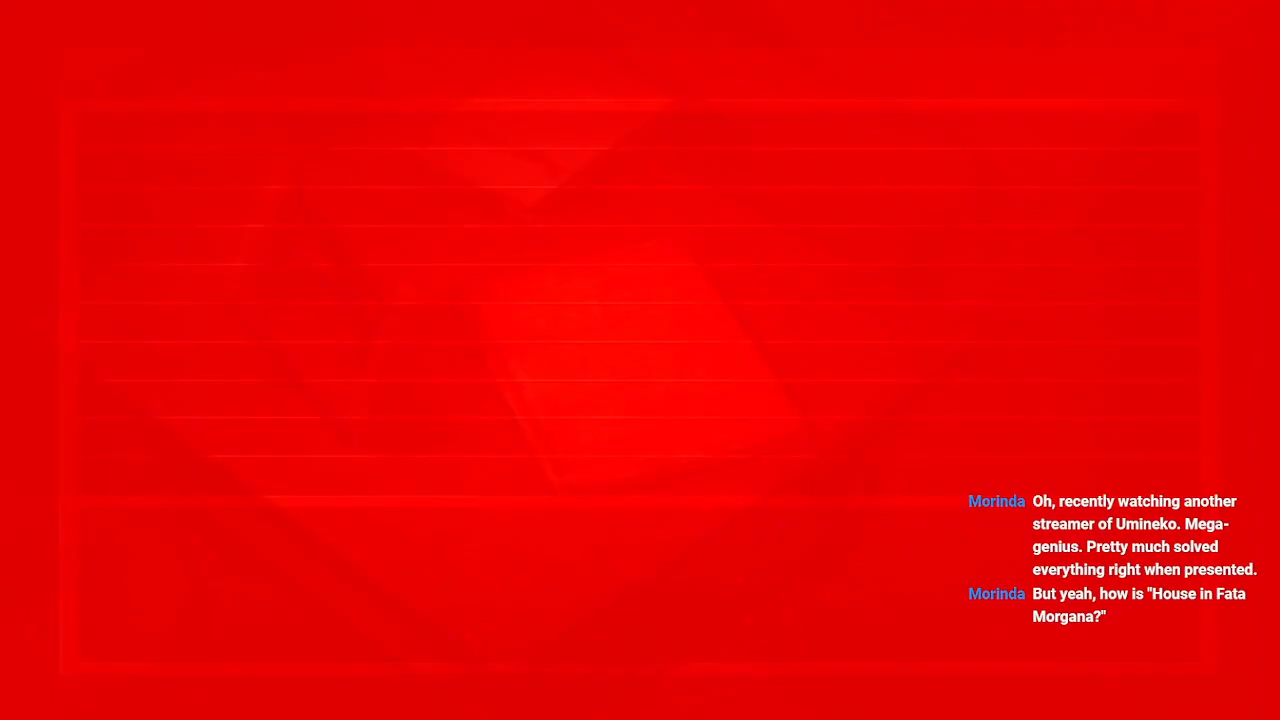 Morinda Oh, recently watching another
streamer of Umineko. Mega-
genius. Pretty much solved
everything right when presented.
Morinda But yeah, how is "House in Fata
Morgana?"